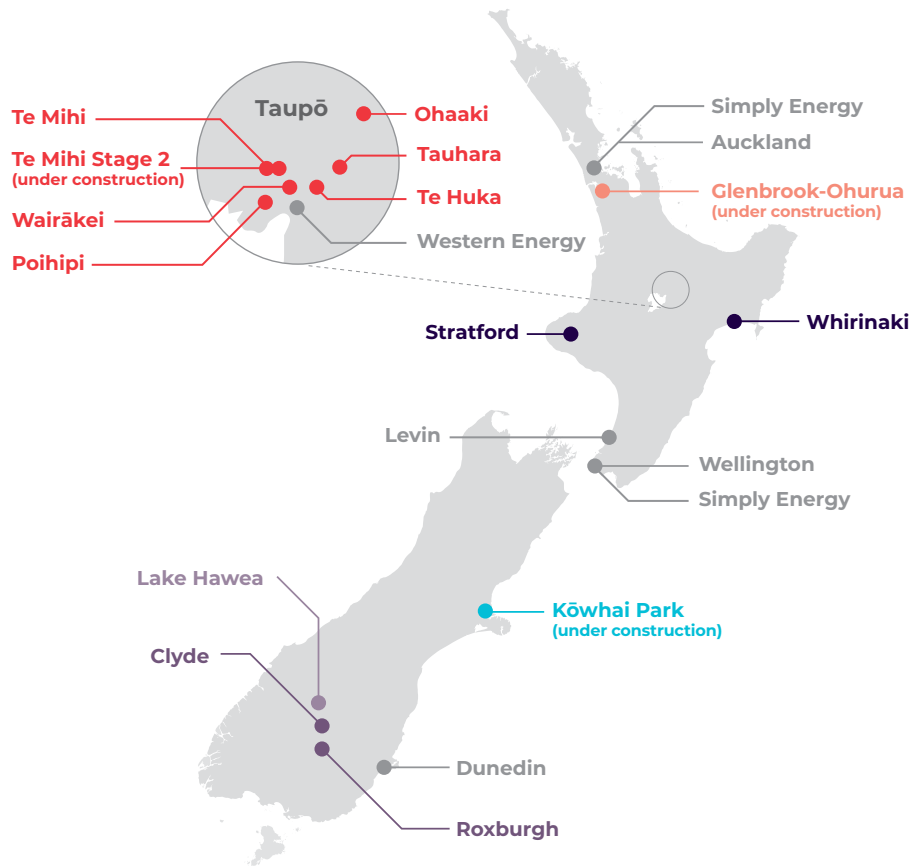 Taupō
Te Mihi
Te Mihi Stage 2
(under construction)
Wairākei
Poihipi
Ohaaki
Tauhara
Te Huka
Western Energy
Simply Energy
Auckland
Glenbrook-Ohurua
(under construction)
Stratford
Whirinaki
Levin
Wellington
Simply Energy
Lake Hawea
Clyde
Kōwhai Park
(under construction)
Dunedin
Roxburgh